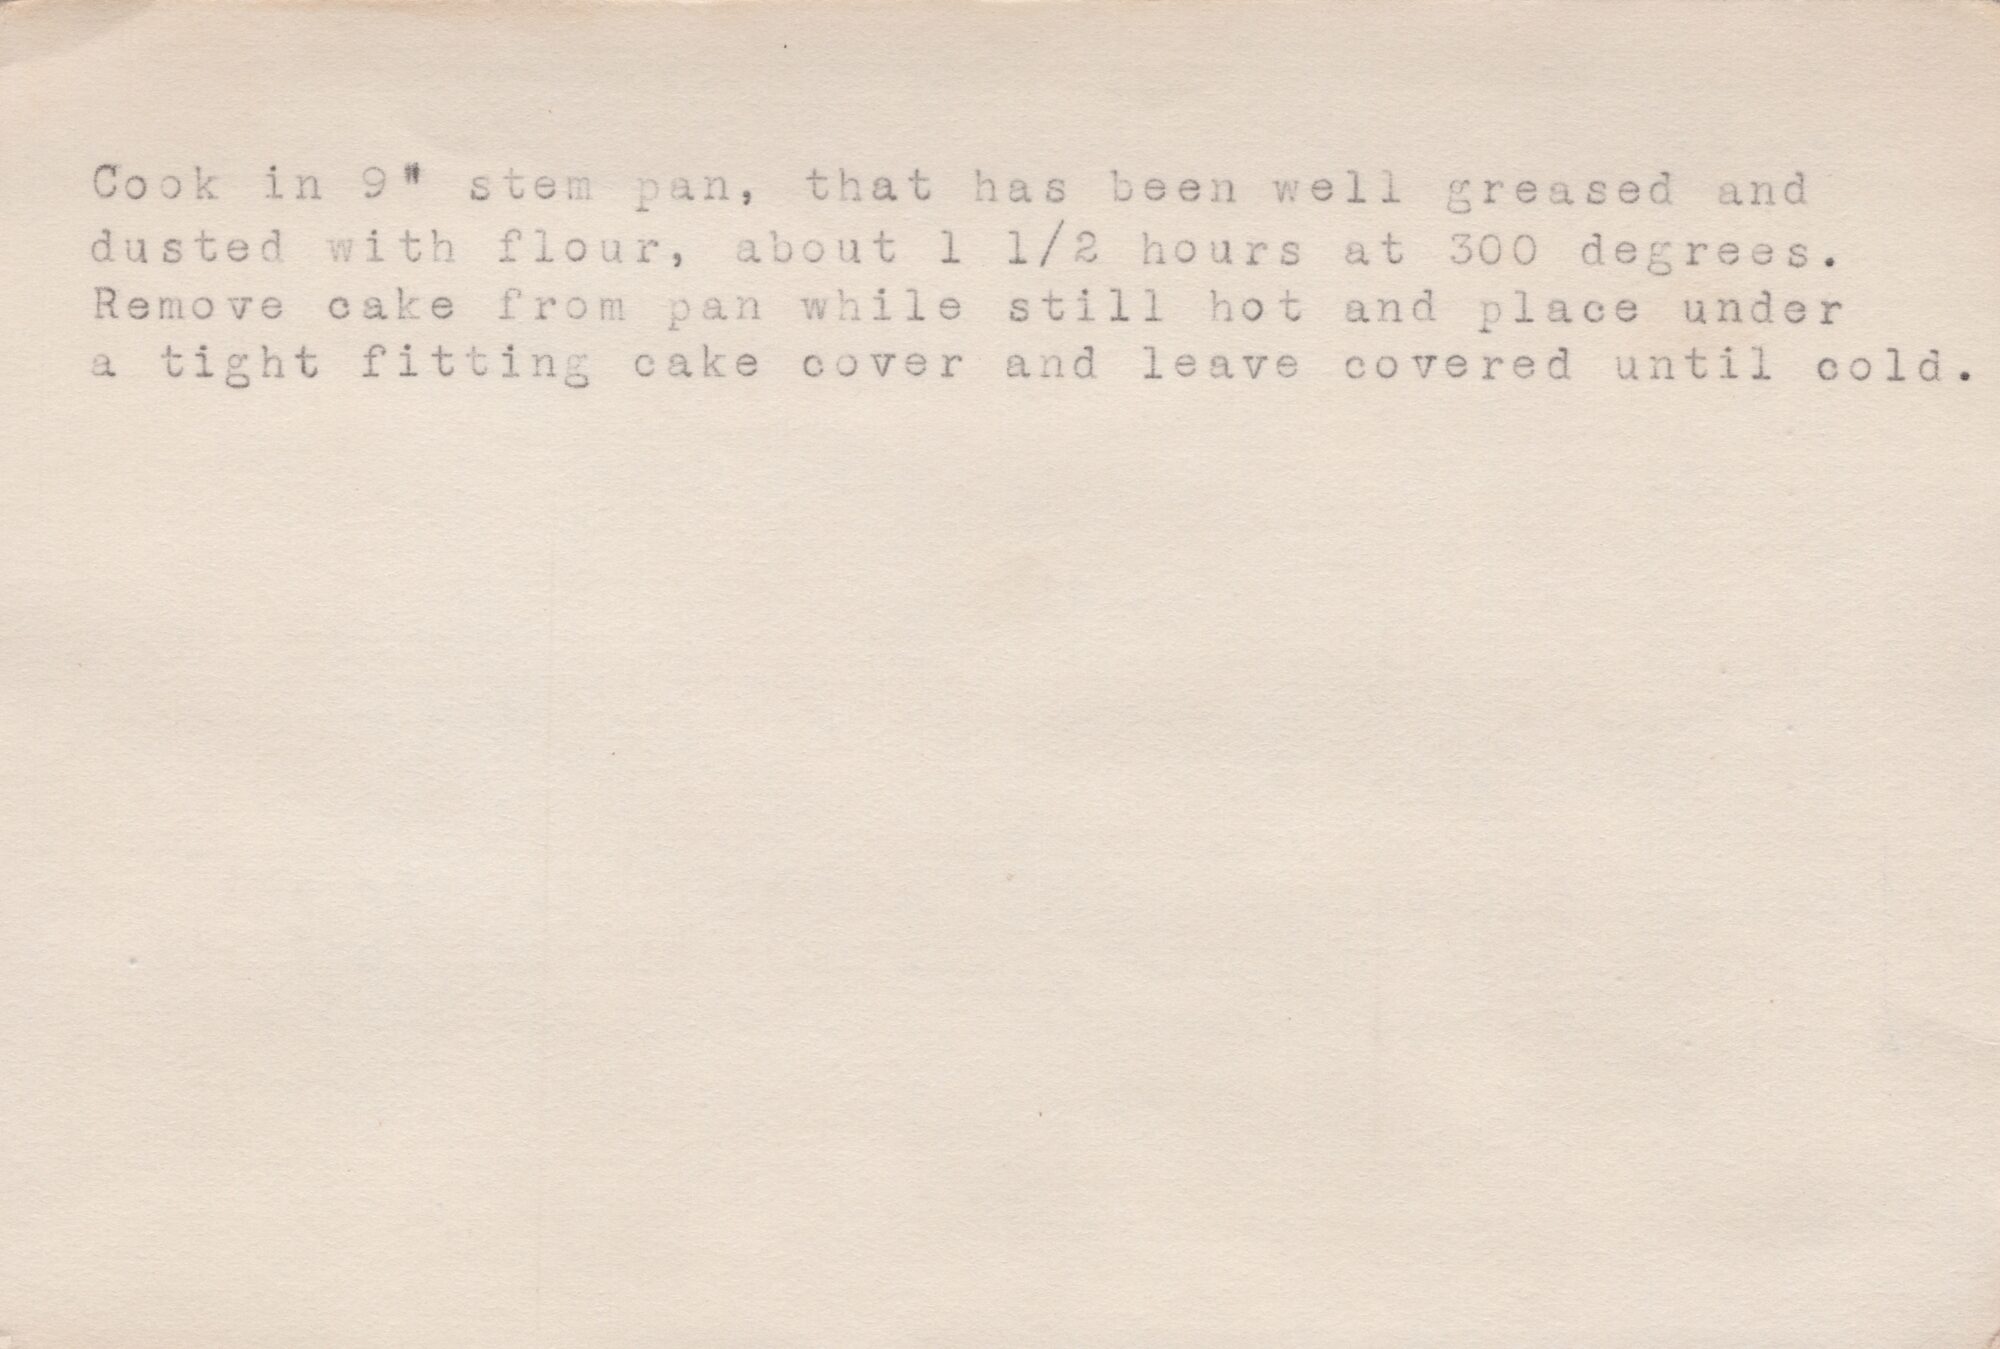 Cook in 9" stem pan, that has been well greased and
dusted with flour, about 1 1/2 hours at 300 degrees.
Remove cake from pan while still hot and place under
a tight fitting cake cover and leave covered until cold.